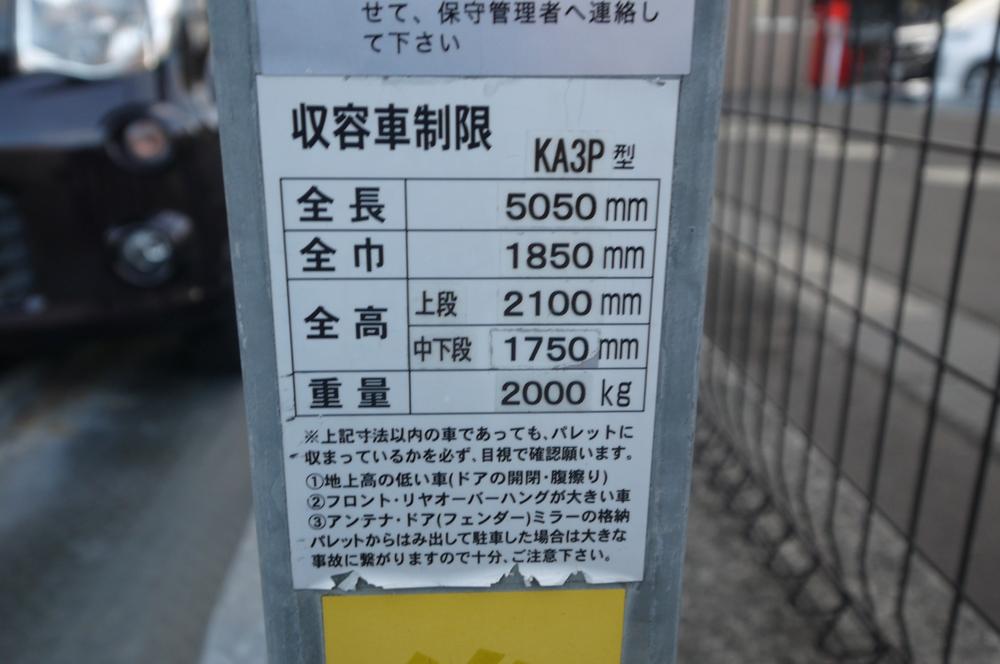 せて、保守管理者へ連絡し
て下さい
収容車制限
KA3P型
全長 5050mm
全巾 1850mm
全高 上段 2100mm
中下段 1750mm
重量 2000kg
※上記寸法以内の車であっても、パレットに
収まっているかを必ず、目視で確認願います。
①地上高の低い車(ドアの開閉・腹擦り)
②フロント・リヤオーバーハングが大きい車
③アンテナ・ドア(フェンダー)ミラーの格納
パレットからはみ出して駐車した場合は大きな
事故に繋がりますので十分、ご注意下さい。